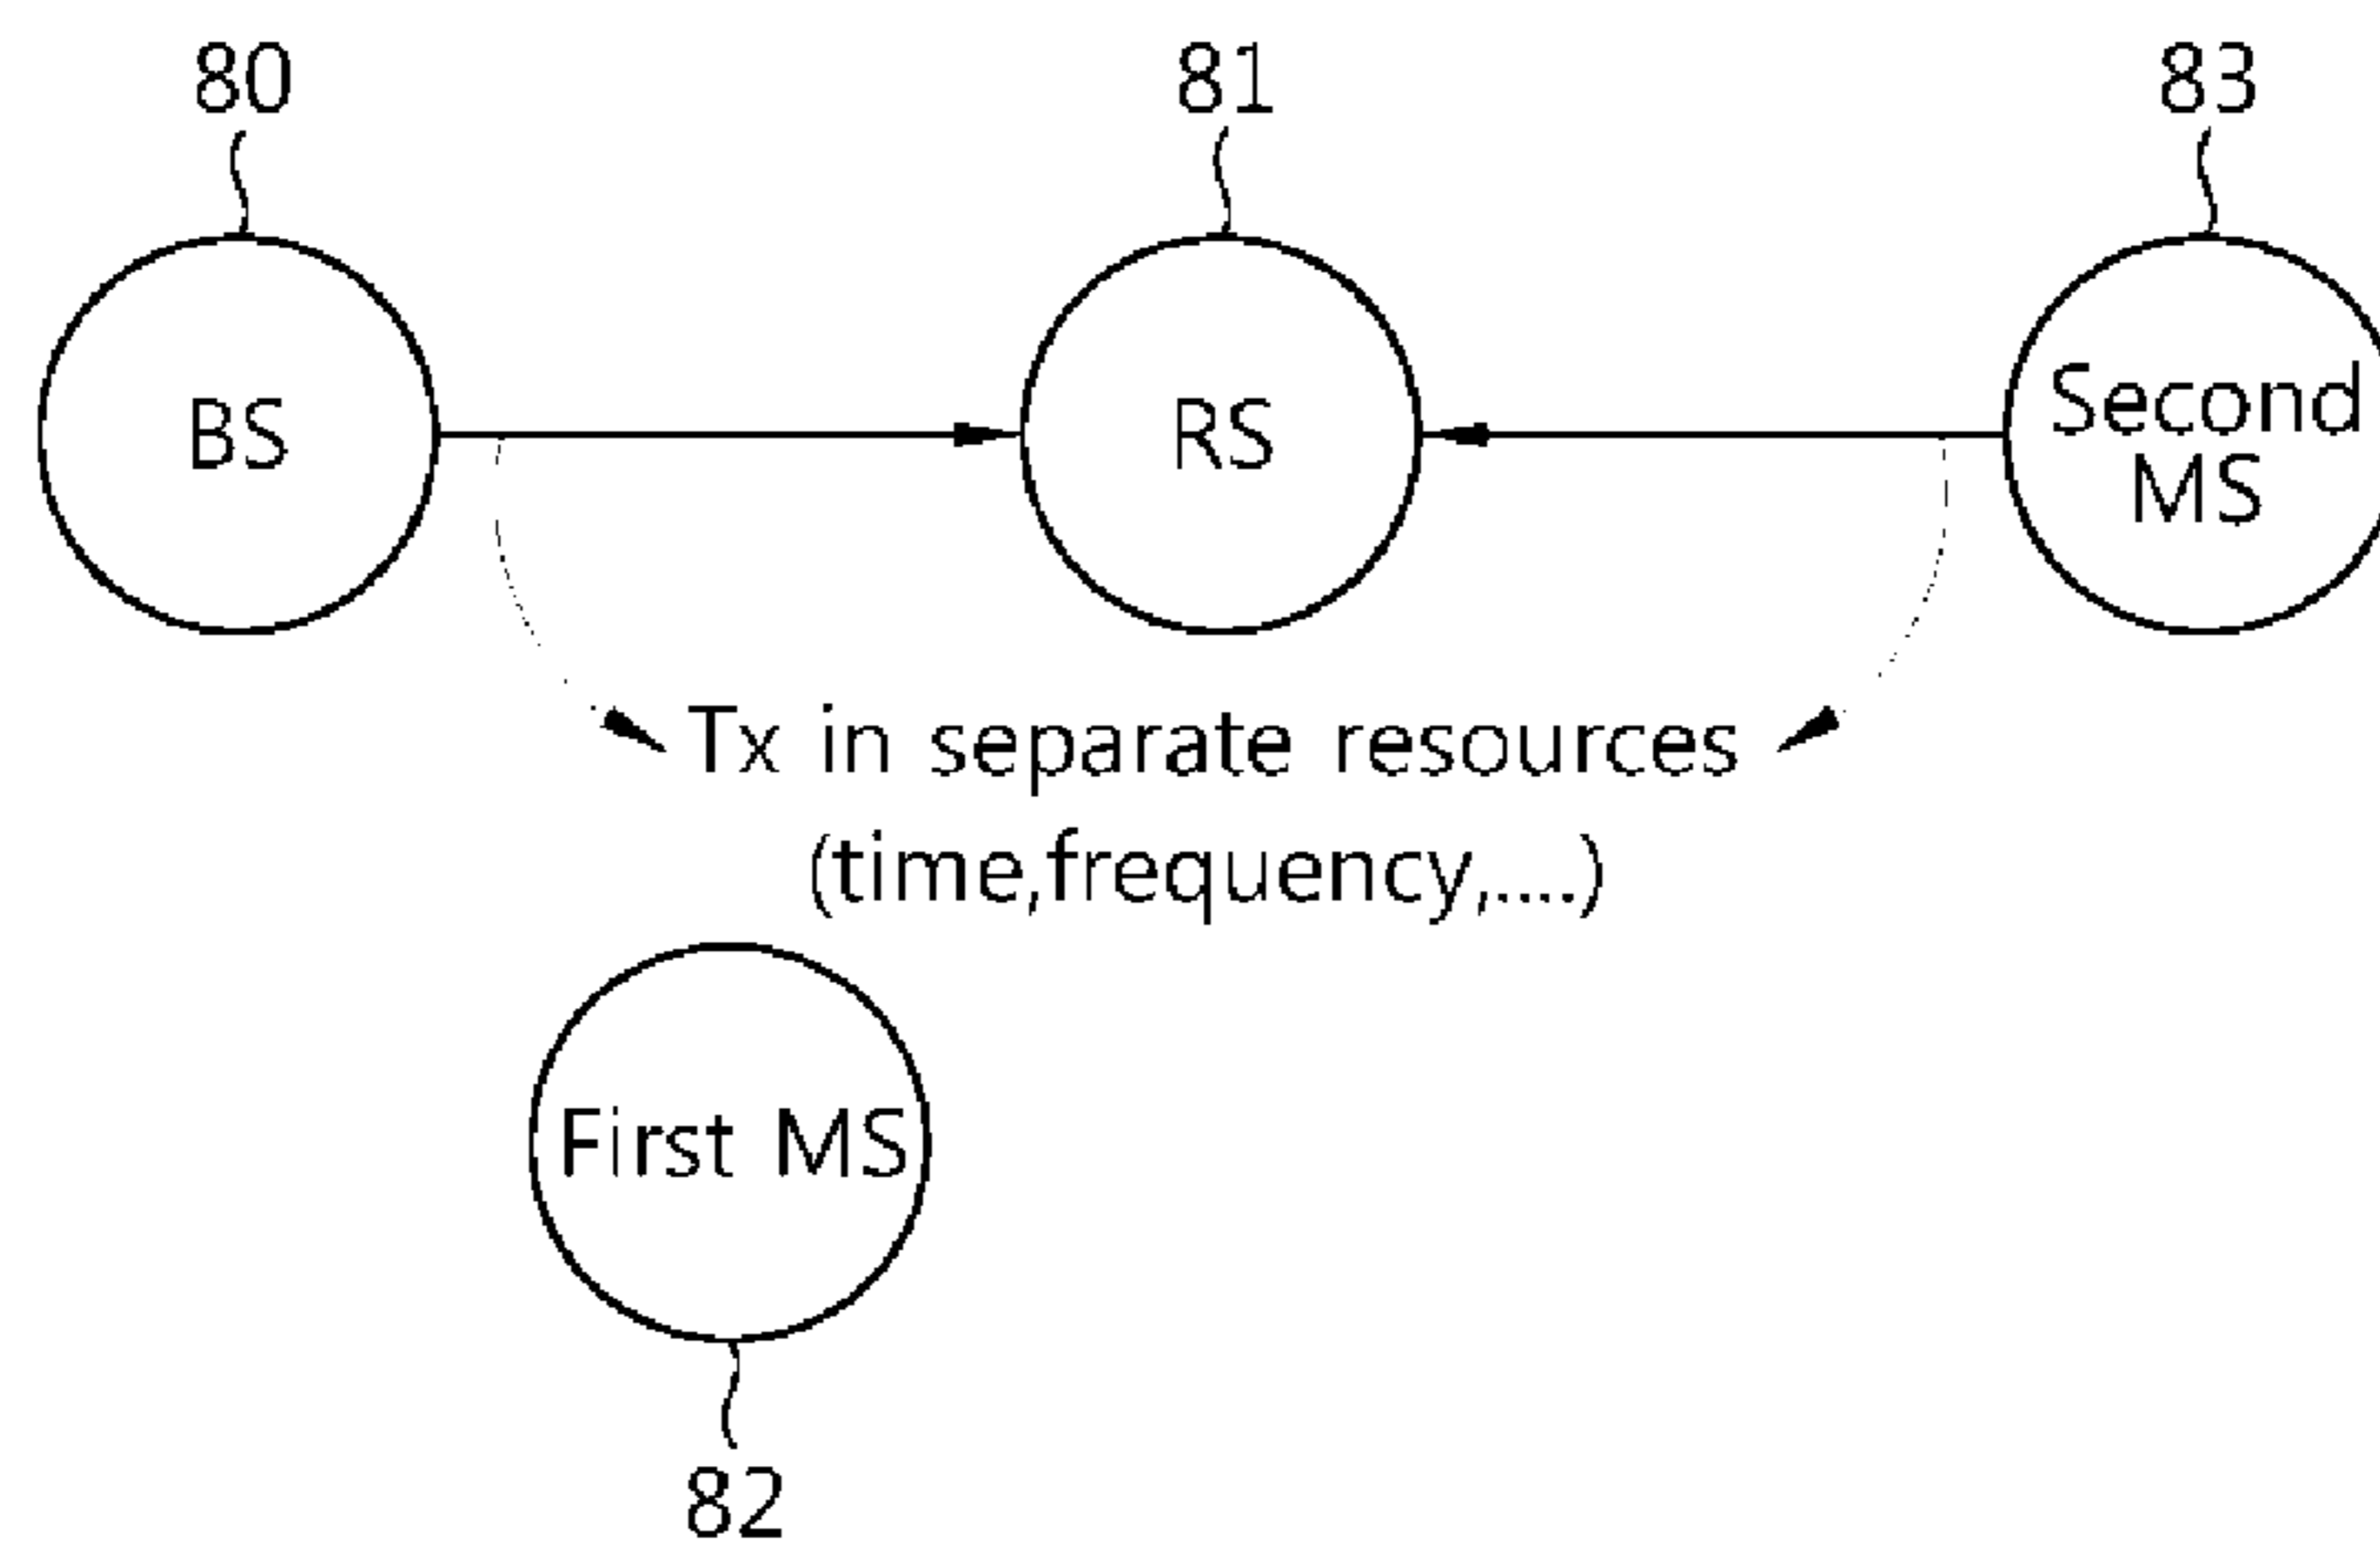 80
81
83
BS
RS
Second
MS
Tx in separate resources
(time,frequency,....)
First MS
82